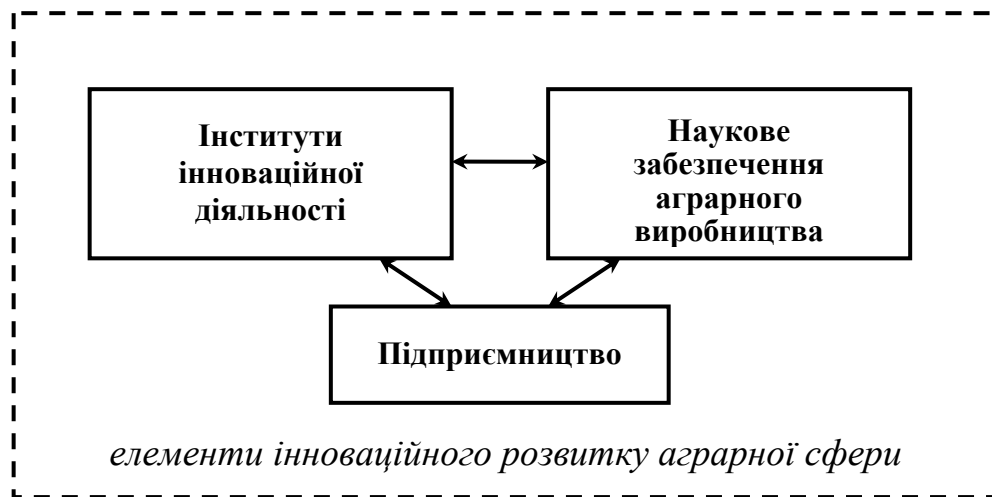 Інститути
інноваційної
діяльності
Наукове
забезпечення
аграрного
виробництва
Підприємництво
елементи інноваційного розвитку аграрної сфери